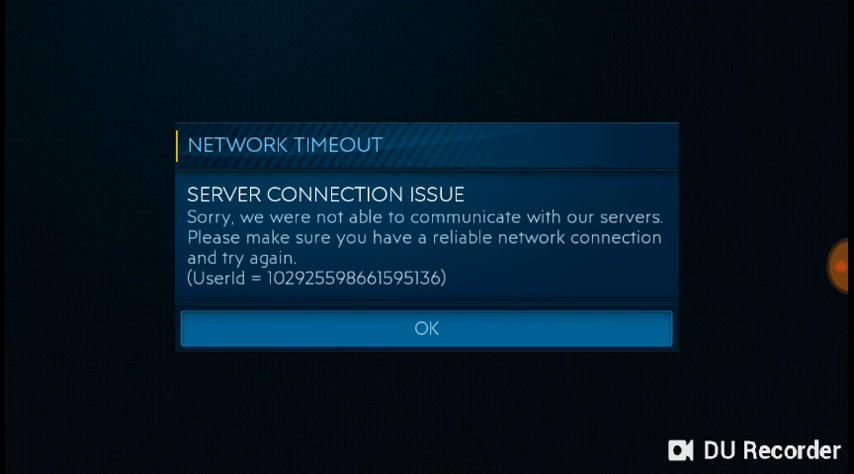 NETWORK TIMEOUT
SERVER CONNECTION ISSUE
Sorry, we were not able to communicate with our servers.
Please make sure you have a reliable network connection
and try again.
(UserId = 102925598661595136)
OK
DU Recorder